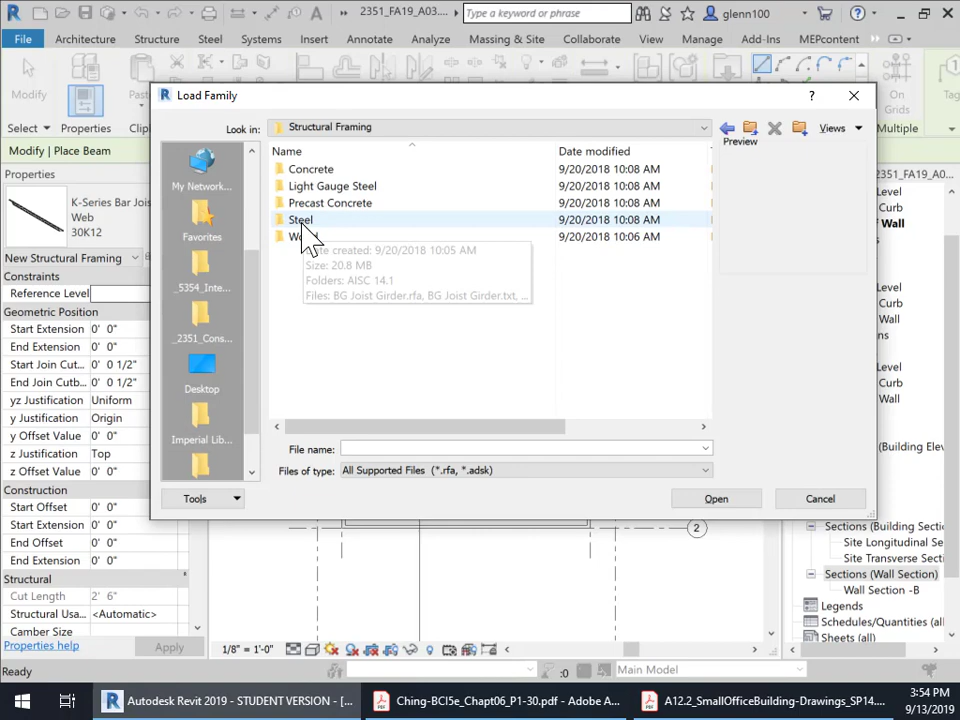 2351_FA19_A03....
Type a keyword or phrase
glenn100
File Architecture Structure Steel Systems Insert Annotate Analyze Massing & Site Collaborate View Manage Add-Ins MEPcontent
Modify
On
Grids
Tag
Select Properties Clip Multiple
Modify | Place Beam
2351_FA19_A0
Load Family
Look in: Structural Framing
Views
Preview
Name Date modified
Concrete 9/20/2018 10:08 AM
Light Gauge Steel 9/20/2018 10:08 AM
Precast Concrete 9/20/2018 10:08 AM
Steel 9/20/2018 10:08 AM
9/20/2018 10:06 AM
Date created: 9/20/2018 10:05 AM
Size: 20.8 MB
Folders: AISC 14.1
Files: BG Joist Girder.rfa, BG Joist Girder.txt, ...
My Network...
Favorites
_5354_Inte...
_2351_Cons...
Desktop
Imperial Lib...
File name:
Files of type: All Supported Files (*.rfa, *.adsk)
Tools
Open
Cancel
Properties
K-Series Bar Jois
Web
30K12
New Structural Framing
Constraints
Reference Level
Geometric Position
Start Extension 0' 0"
End Extension 0' 0"
Start Join Cut... 0' 0 1/2"
End Join Cutb... 0' 0 1/2"
yz Justification Uniform
y Justification Origin
y Offset Value 0' 0"
z Justification Top
z Offset Value 0' 0"
Construction
Start Offset 0' 0"
Start Extension 0' 0"
End Offset 0' 0"
End Extension 0' 0"
Structural
Cut Length 2' 6"
Structural Usa... <Automatic>
Camber Size
Properties help
Apply
Level
Curb
f Wall
s
Level
Curb
Wall
ns
Level
Curb
Wall
(Building Elev
Sections (Building Secti
Site Longitudinal Se
Site Transverse Sect
Sections (Wall Section)
Wall Section -B
Legends
Schedules/Quantities (al
Sheets (all)
2
1/8" = 1'-0"
Ready
:0
Main Model
Autodesk Revit 2019 - STUDENT VERSION - [...
Ching-BCI5e_Chapt06_P1-30.pdf - Adobe A...
A12.2_SmallOfficeBuilding-Drawings_SP14....
3:54 PM
9/13/2019